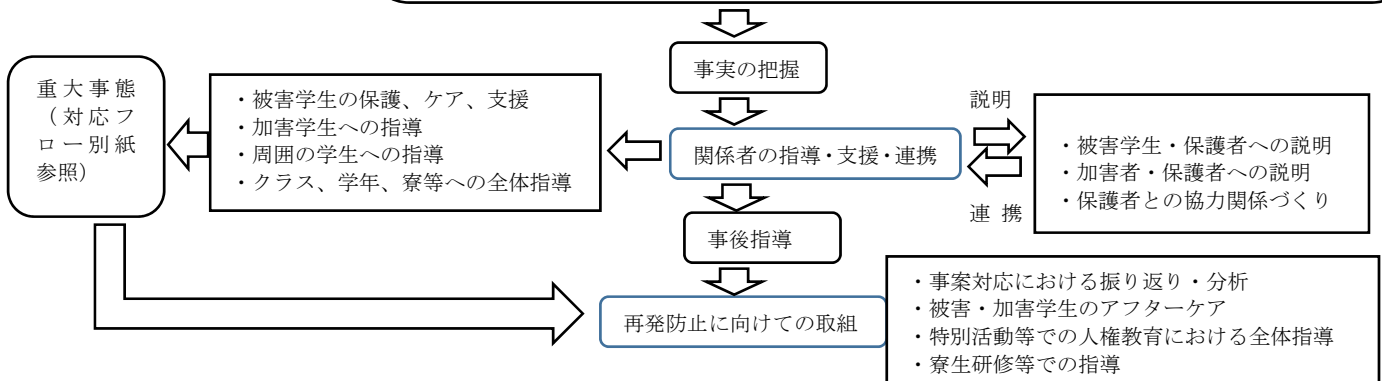 事実の把握
重大事態
（対応フ
ロー別紙
参照）
・被害学生の保護、ケア、支援
・加害学生への指導
・周囲の学生への指導
・クラス、学年、寮等への全体指導
関係者の指導・支援・連携
説明
連 携
・被害学生・保護者への説明
・加害者・保護者への説明
・保護者との協力関係づくり
事後指導
再発防止に向けての取組
・事案対応における振り返り・分析
・被害・加害学生のアフターケア
・特別活動等での人権教育における全体指導
・寮生研修等での指導